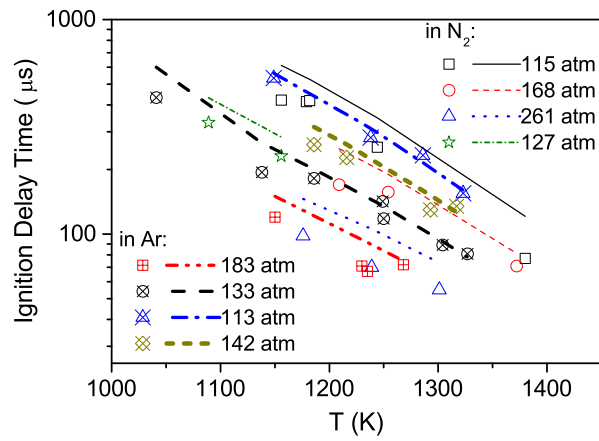 1000
100
Ignition Delay Time ( μs)
in N2:
115 atm
168 atm
261 atm
127 atm
in Ar:
183 atm
133 atm
113 atm
142 atm
1000 1100 1200 1300 1400
T (K)